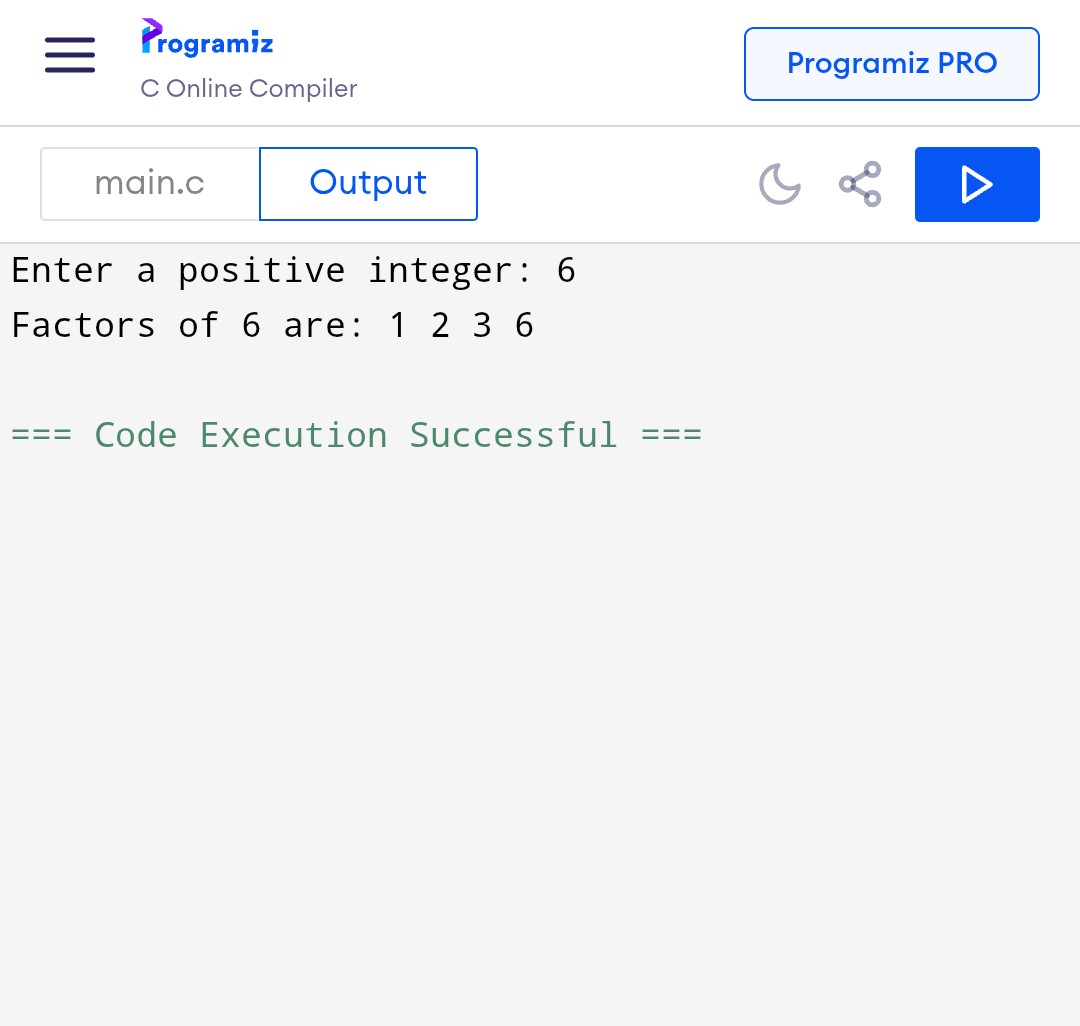 Programiz
C Online Compiler
Programiz PRO
main.c
Output
Enter a positive integer: 6
Factors of 6 are: 1 2 3 6
=== Code Execution Successful ===